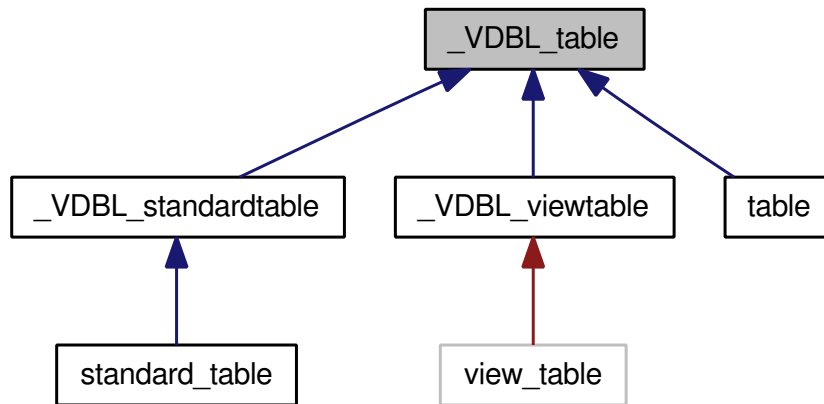 _VDBL_table
_VDBL_standardtable
_VDBL_viewtable
table
standard_table
view_table